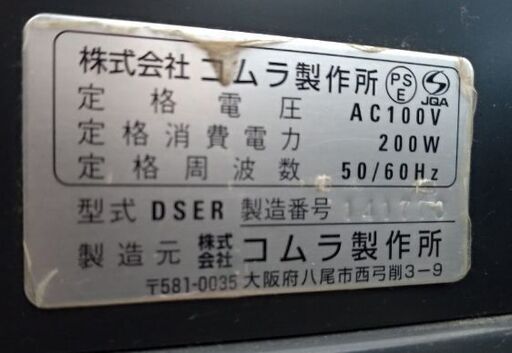 株式会社 コムラ製作所 PSE JQA
定格電圧 AC100V
定格消費電力 200W
定格周波数 50/60Hz
型式 DSER 製造番号
製造元 株式会社 コムラ製作所
〒581-0035 大阪府八尾市西弓削3-9